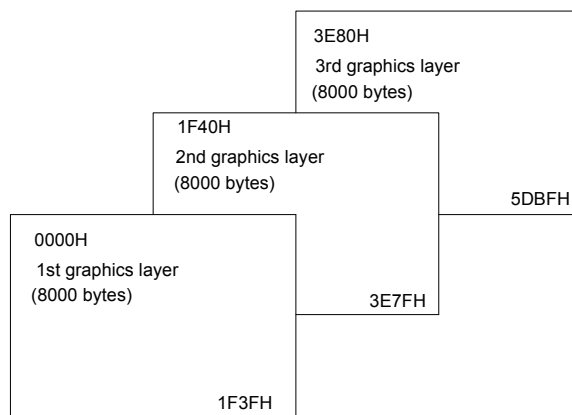 3E80H
3rd graphics layer
(8000 bytes)
5DBFH
1F40H
2nd graphics layer
(8000 bytes)
3E7FH
0000H
1st graphics layer
(8000 bytes)
1F3FH